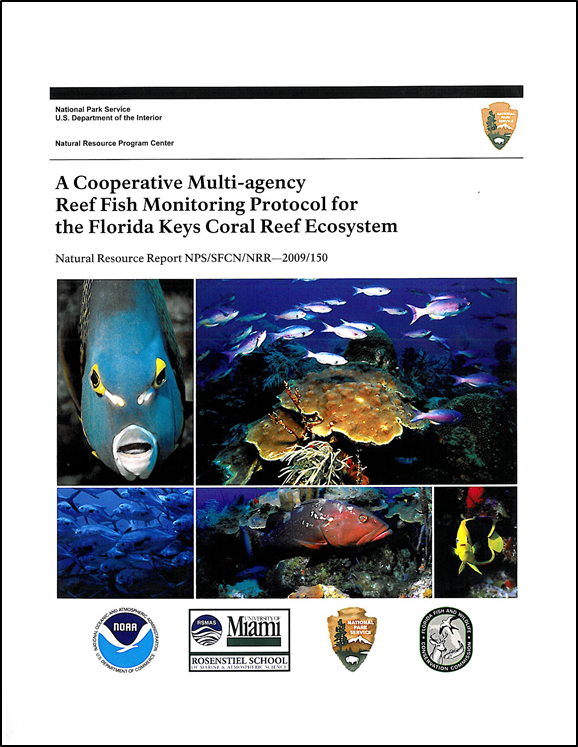 National Park Service
U.S. Department of the Interior
Natural Resource Program Center
NATIONAL
PARK
SERVICE
A Cooperative Multi-agency
Reef Fish Monitoring Protocol for
the Florida Keys Coral Reef Ecosystem
Natural Resource Report NPS/SFCN/NRR—2009/150
NATIONAL OCEANIC AND ATMOSPHERIC ADMINISTRATION
NOAA
U.S. DEPARTMENT OF COMMERCE
RSMAS
UNIVERSITY OF
Miami
ROSENSTIEL SCHOOL
OF MARINE & ATMOSPHERIC SCIENCE
NATIONAL
PARK
SERVICE
FLORIDA FISH AND WILDLIFE
CONSERVATION COMMISSION